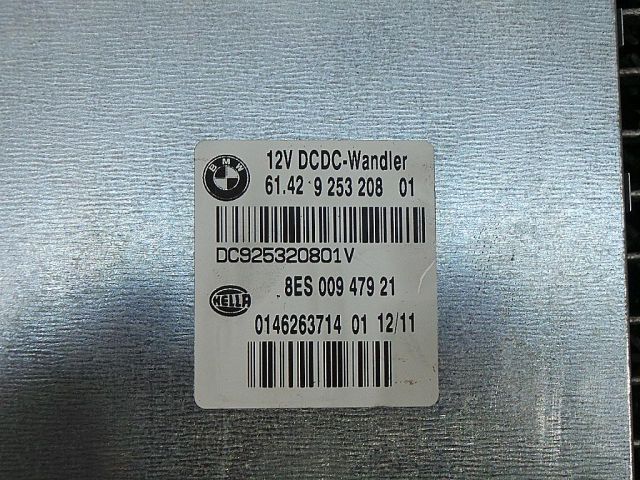 BMW
12V DCDC-Wandler
61.42 9 253 208 01
DC925320801V
8ES 009 479 21
HELLA
0146263714 01 12/11